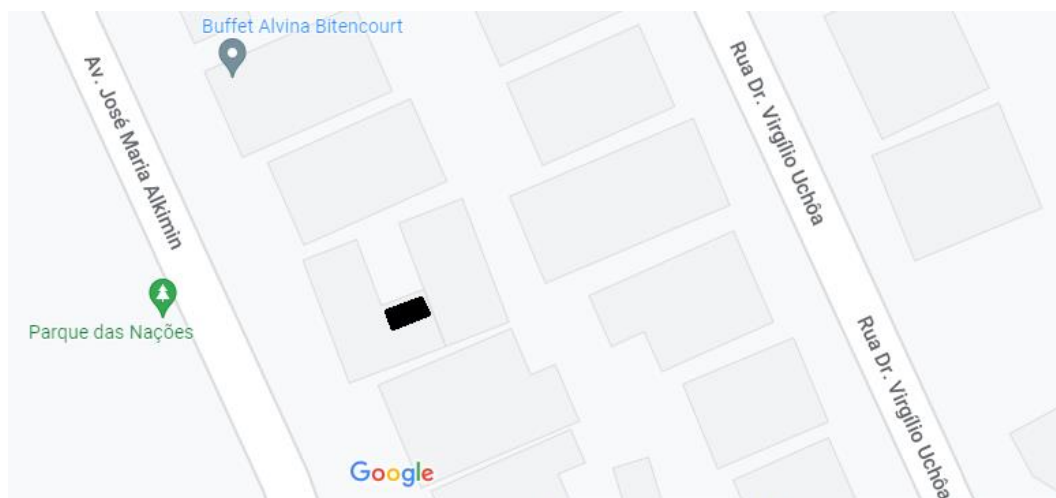 Buffet Alvina Bitencourt
Av. José Maria Alkimin
Rua Dr. Virgílio Uchôa
Parque das Nações
Rua Dr. Virgílio Uchôa
Google